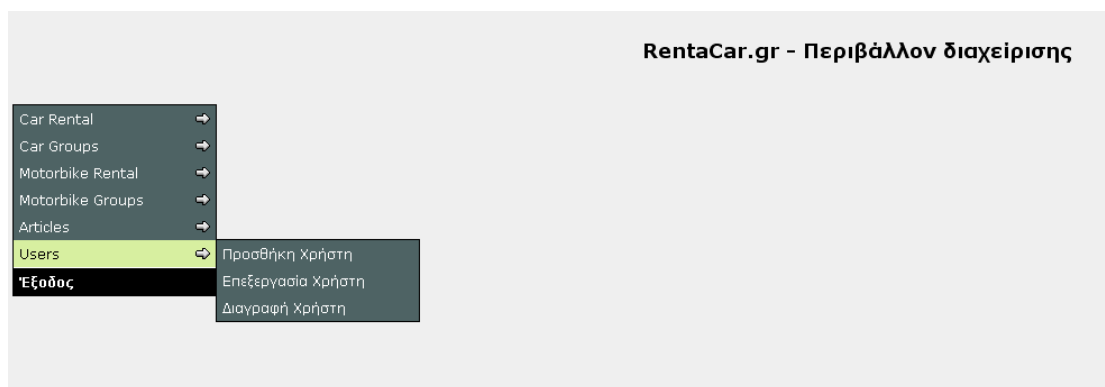 RentaCar.gr - Περιβάλλον διαχείρισης
Car Rental
Car Groups
Motorbike Rental
Motorbike Groups
Articles
Users
Προσθήκη Χρήστη
Έξοδος
Επεξεργασία Χρήστη
Διαγραφή Χρήστη